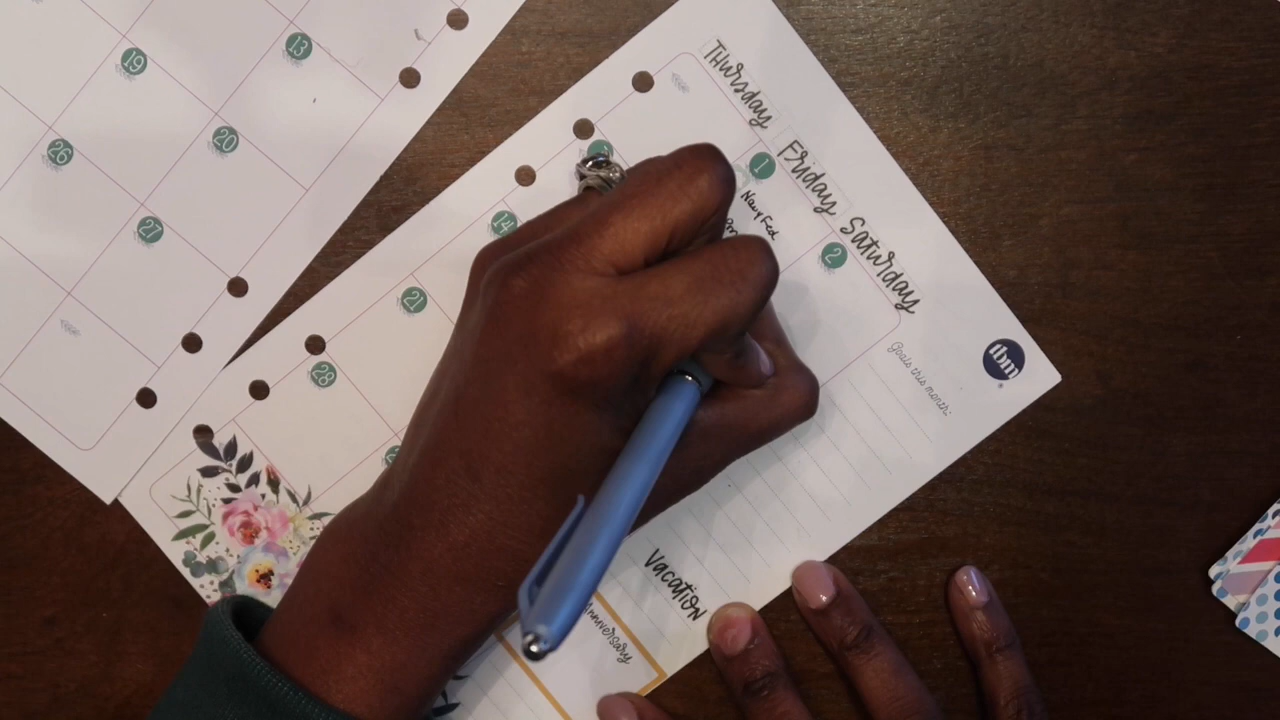 13
19
20
26
27
Thursday
Friday
Saturday
1
2
Navy Fed
14
21
28
Goals this month:
tbm
Vacation
Anniversary